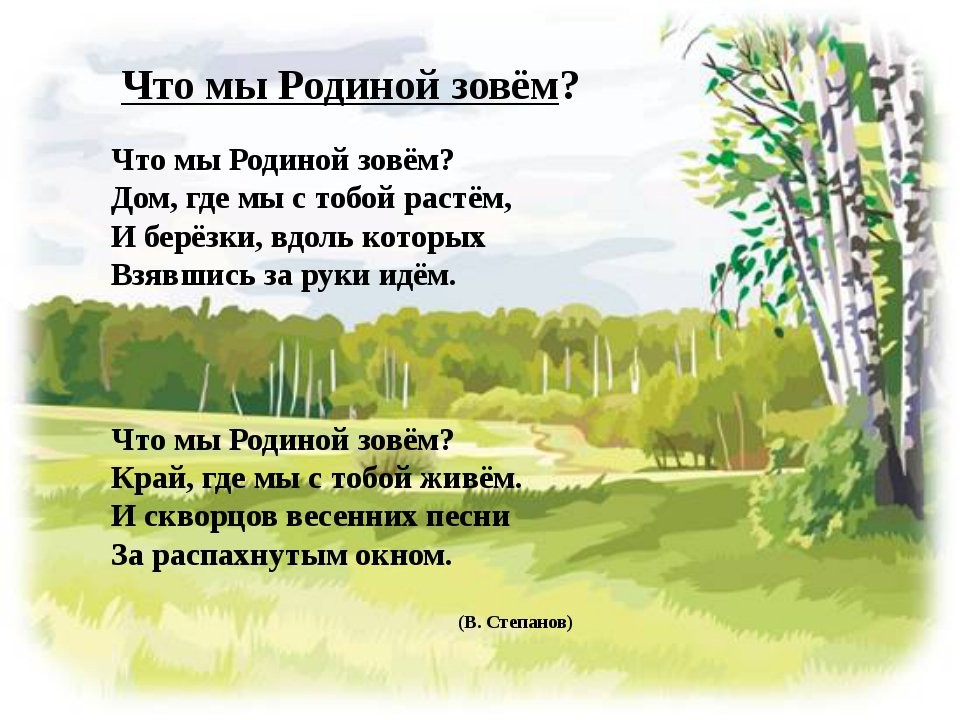 Что мы Родиной зовём?
Что мы Родиной зовём?
Дом, где мы с тобой растём,
И берёзки, вдоль которых
Взявшись за руки идём.
Что мы Родиной зовём?
Край, где мы с тобой живём.
И скворцов весенних песни
За распахнутым окном.
(В. Степанов)